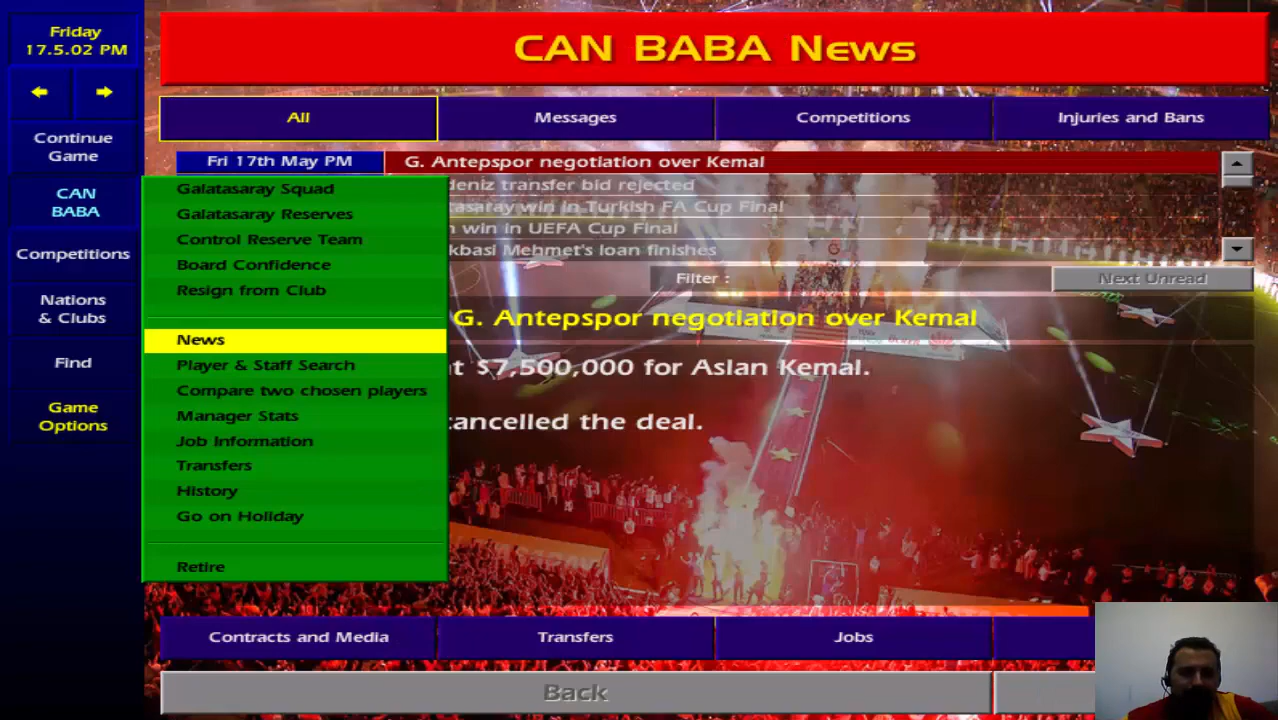 Friday
17.5.02 PM
Continue
Game
CAN
BABA
Competitions
Nations
& Clubs
Find
Game
Options
CAN BABA News
All
Messages
Competitions
Injuries and Bans
Fri 17th May PM
G. Antepspor negotiation over Kemal
deniz transfer bid rejected
tasaray win in Turkish FA Cup Final
win in UEFA Cup Final
kbasi Mehmet's loan finishes
Filter :
Next Unread
Galatasaray Squad
Galatasaray Reserves
Control Reserve Team
Board Confidence
Resign from Club
News
Player & Staff Search
Compare two chosen players
Manager Stats
Job Information
Transfers
History
Go on Holiday
Retire
G. Antepspor negotiation over Kemal
t $7,500,000 for Aslan Kemal.
cancelled the deal.
Contracts and Media
Transfers
Jobs
Back